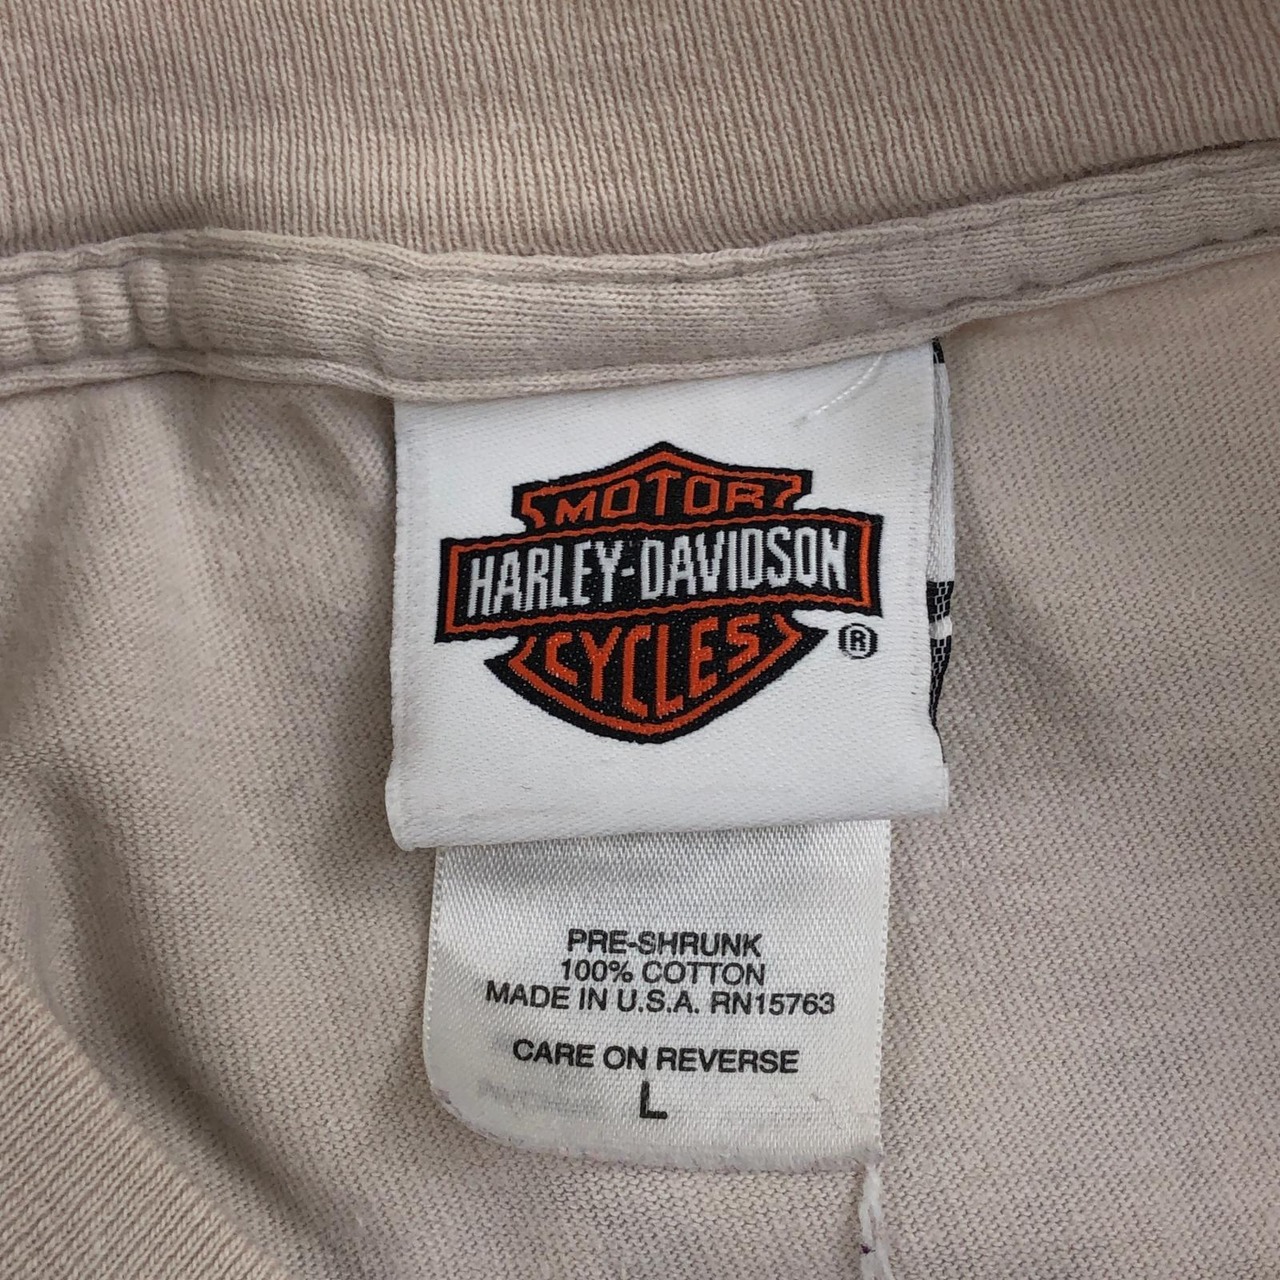 MOTOR
HARLEY-DAVIDSON
CYCLES
®
PRE-SHRUNK
100% COTTON
MADE IN U.S.A. RN15763
CARE ON REVERSE
L